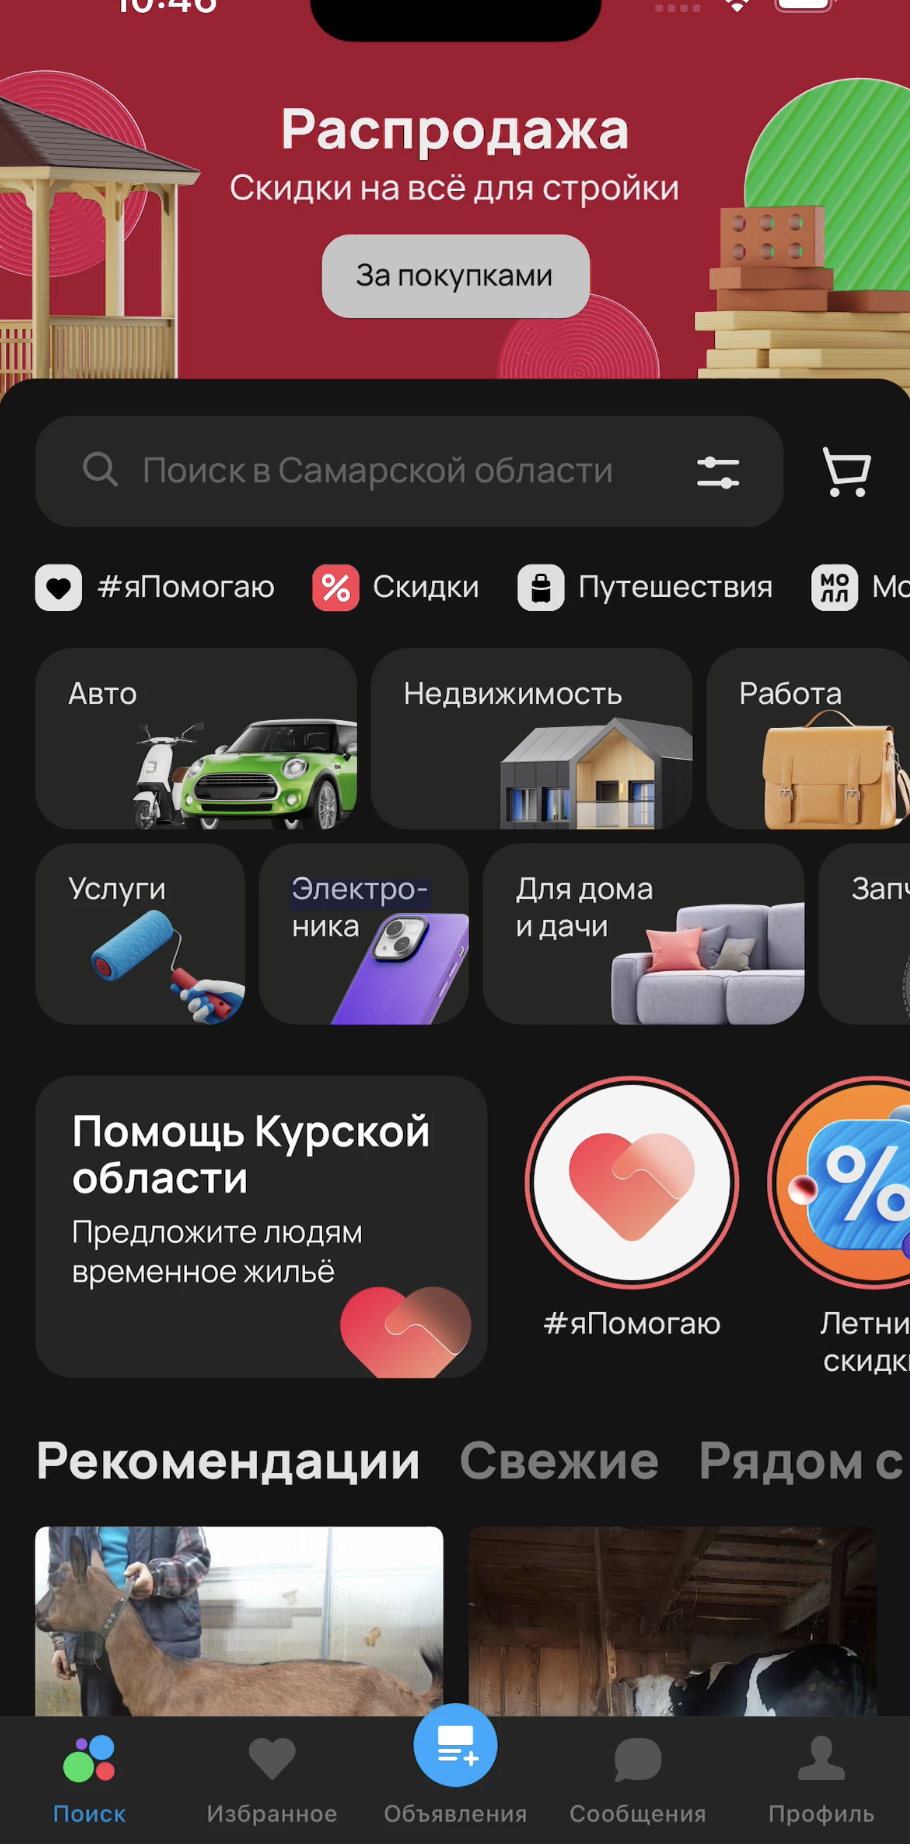 10:46
Распродажа
Скидки на всё для стройки
За покупками
Поиск в Самарской области
#яПомогаю
%
Скидки
Путешествия
МО
ЛЛ
Мо
Авто
Недвижимость
Работа
Услуги
Электро-
ника
Для дома
и дачи
Запч
Помощь Курской
области
Предложите людям
временное жильё
#яПомогаю
%
Летни
скидк
Рекомендации
Свежие
Рядом с
Поиск
Избранное
Объявления
Сообщения
Профиль